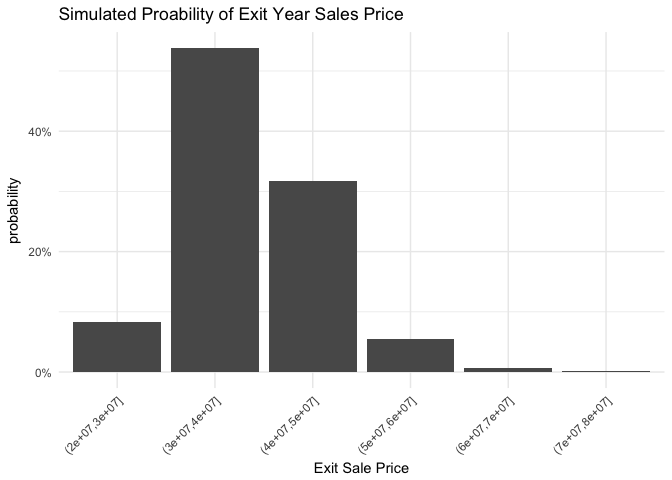 Simulated Proability of Exit Year Sales Price
40%
20%
0%
probability
(2e+07,3e+07]
(3e+07,4e+07]
(4e+07,5e+07]
(5e+07,6e+07]
(6e+07,7e+07]
(7e+07,8e+07]
Exit Sale Price